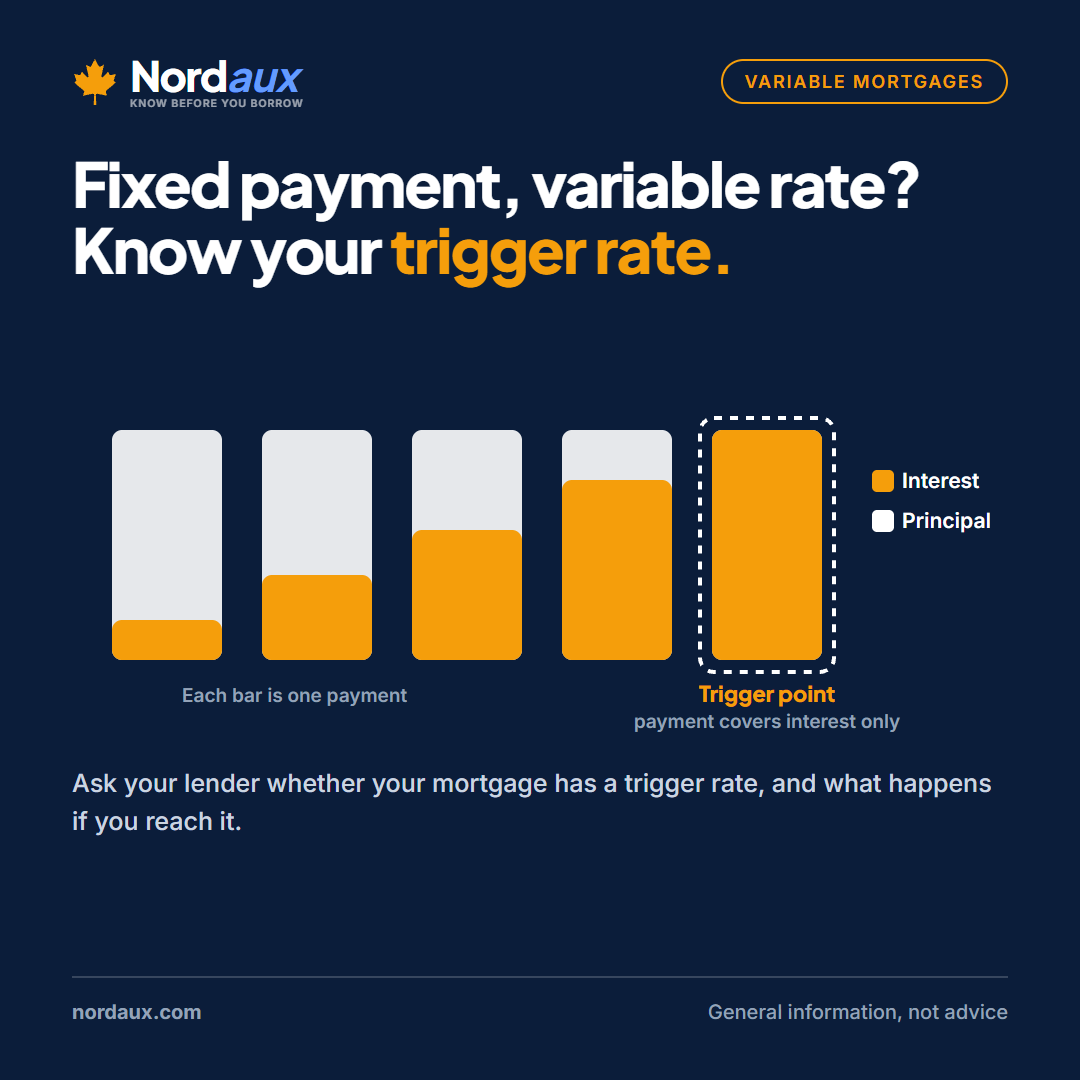 Nordaux
KNOW BEFORE YOU BORROW
VARIABLE MORTGAGES
Fixed payment, variable rate?
Know your trigger rate.
Interest
Principal
Each bar is one payment
Trigger point
payment covers interest only
Ask your lender whether your mortgage has a trigger rate, and what happens
if you reach it.
nordaux.com
General information, not advice